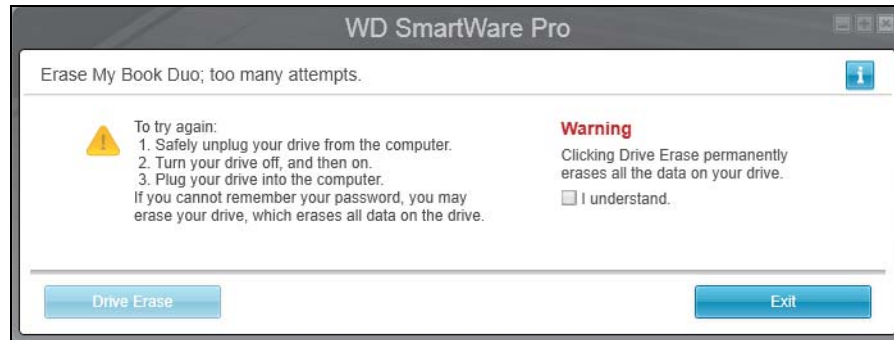 WD SmartWare Pro
Erase My Book Duo; too many attempts.
To try again:
1. Safely unplug your drive from the computer.
2. Turn your drive off, and then on.
3. Plug your drive into the computer.
If you cannot remember your password, you may
erase your drive, which erases all data on the drive.
Warning
Clicking Drive Erase permanently
erases all the data on your drive.
I understand.
Drive Erase
Exit